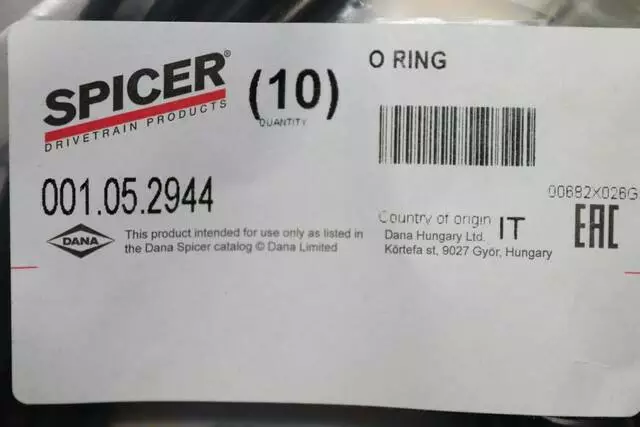 SPICER®
DRIVETRAIN PRODUCTS
(10)
QUANTITY
O RING
001.05.2944
00682X026G
DANA
This product intended for use only as listed in
the Dana Spicer catalog © Dana Limited
Country of origin IT
Dana Hungary Ltd.
Körtefa st, 9027 Győr, Hungary
EAC